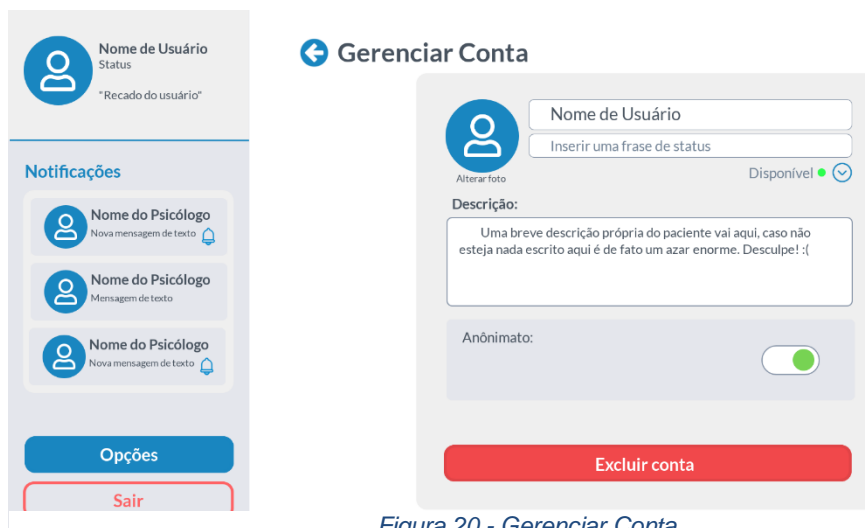 Nome de Usuário
Status
"Recado do usuário"
Notificações
Nome do Psicólogo
Nova mensagem de texto
Nome do Psicólogo
Mensagem de texto
Nome do Psicólogo
Nova mensagem de texto
Opções
Sair
Gerenciar Conta
Nome de Usuário
Inserir uma frase de status
Alterar foto
Disponível
Descrição:
Uma breve descrição própria do paciente vai aqui, caso não
esteja nada escrito aqui é de fato um azar enorme. Desculpe! :(
Anônimato:
Excluir conta
Figura 20 - Gerenciar Conta